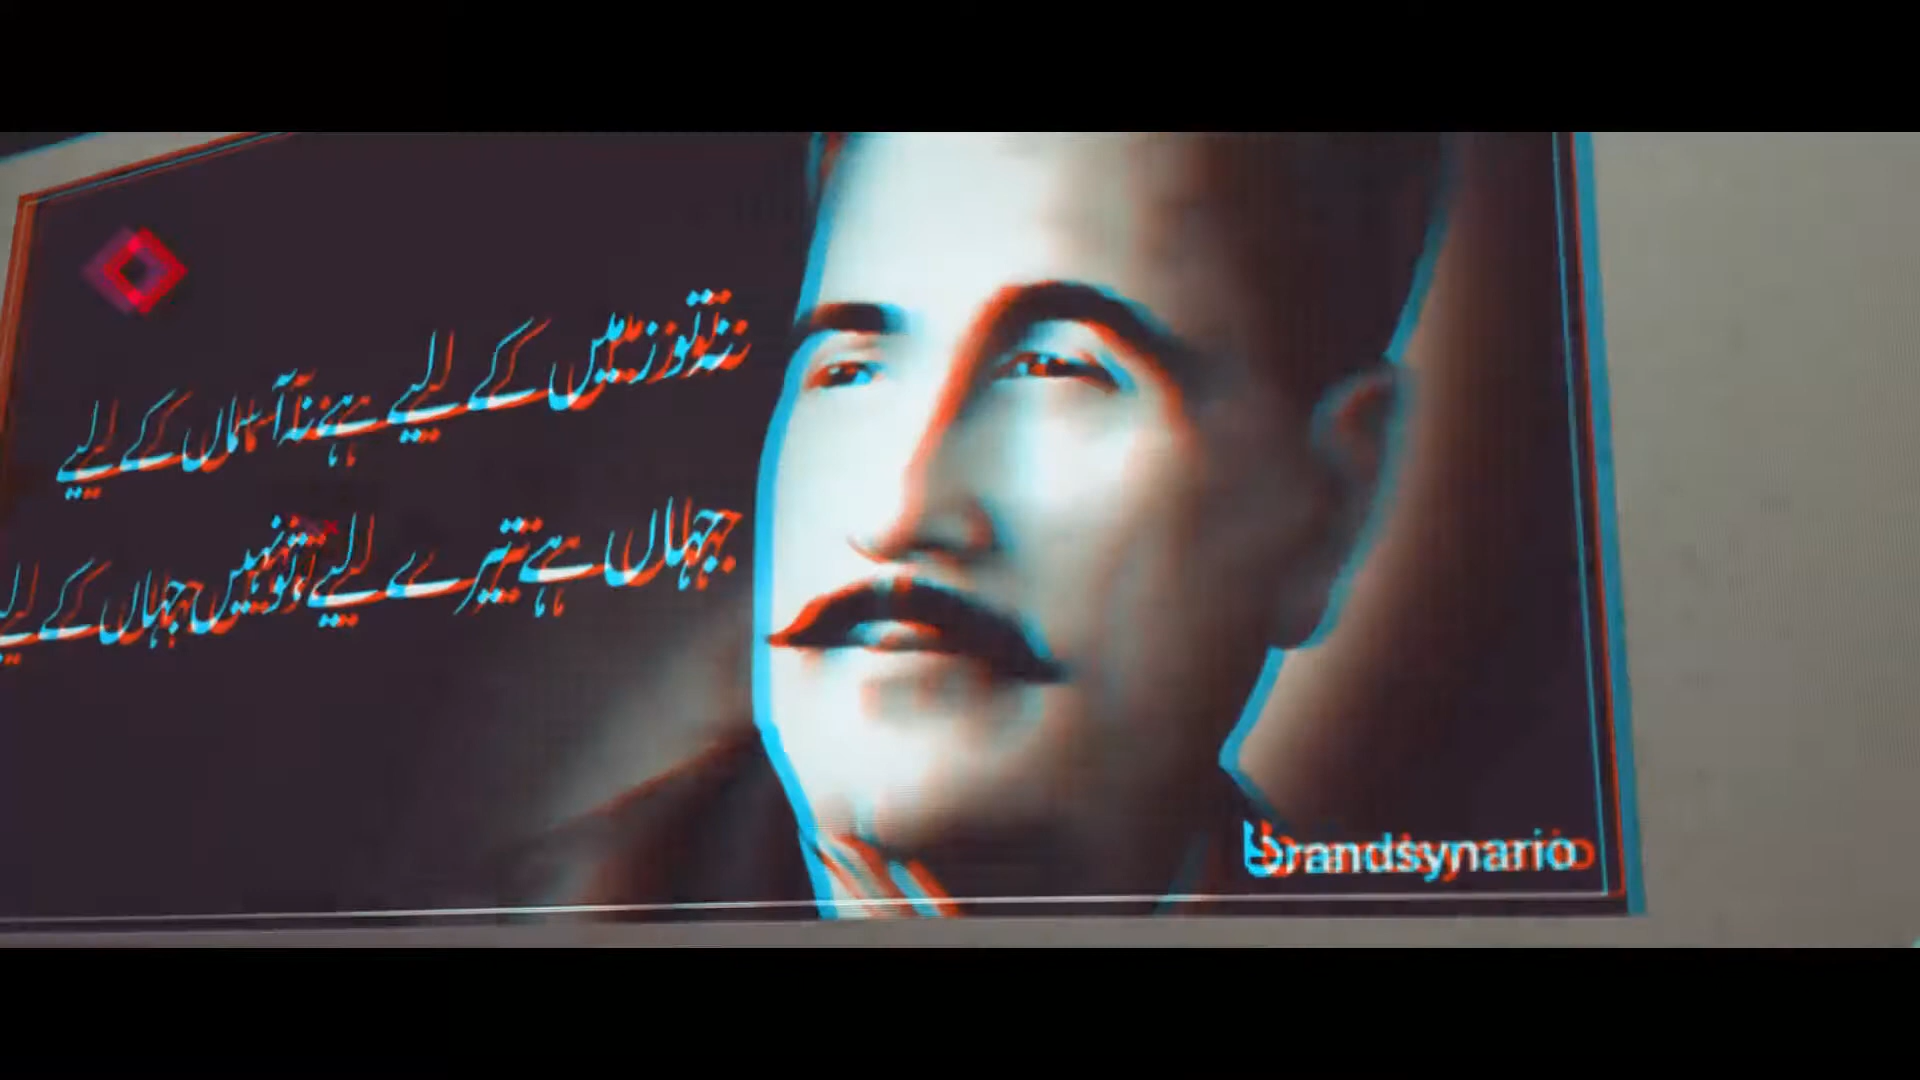 نہ تو زمیں کے لیے ہے نہ آسماں کے لیے
جہاں ہے تیرے لیے تو نہیں جہاں کے لیے
brandsynario